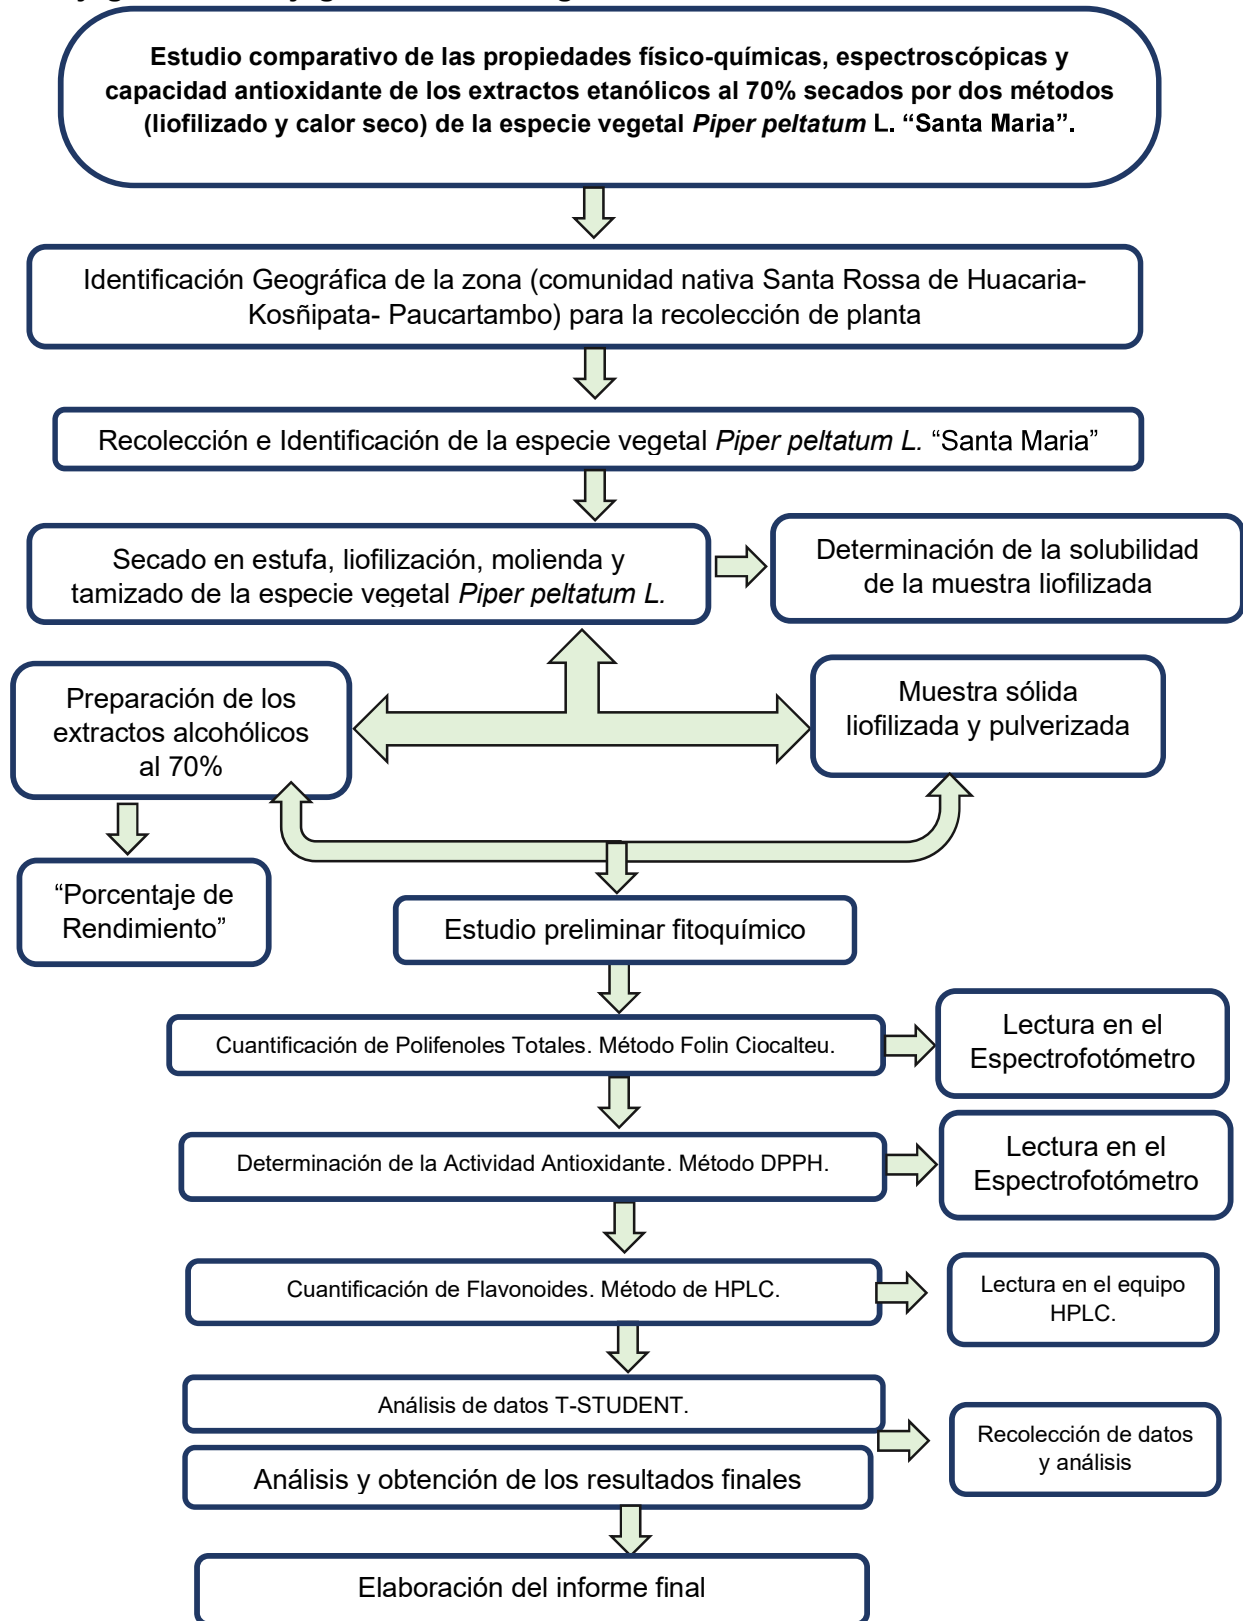 Estudio comparativo de las propiedades físico-químicas, espectroscópicas y
capacidad antioxidante de los extractos etanólicos al 70% secados por dos métodos
(liofilizado y calor seco) de la especie vegetal Piper peltatum L. “Santa Maria”.
Identificación Geográfica de la zona (comunidad nativa Santa Rossa de Huacaria-
Kosñipata- Paucartambo) para la recolección de planta
Recolección e Identificación de la especie vegetal Piper peltatum L. “Santa Maria”
Secado en estufa, liofilización, molienda y
tamizado de la especie vegetal Piper peltatum L.
Determinación de la solubilidad
de la muestra liofilizada
Preparación de los
extractos alcohólicos
al 70%
Muestra sólida
liofilizada y pulverizada
“Porcentaje de
Rendimiento”
Estudio preliminar fitoquímico
Cuantificación de Polifenoles Totales. Método Folin Ciocalteu.
Lectura en el
Espectrofotómetro
Determinación de la Actividad Antioxidante. Método DPPH.
Lectura en el
Espectrofotómetro
Cuantificación de Flavonoides. Método de HPLC.
Lectura en el equipo
HPLC.
Análisis de datos T-STUDENT.
Recolección de datos
y análisis
Análisis y obtención de los resultados finales
Elaboración del informe final